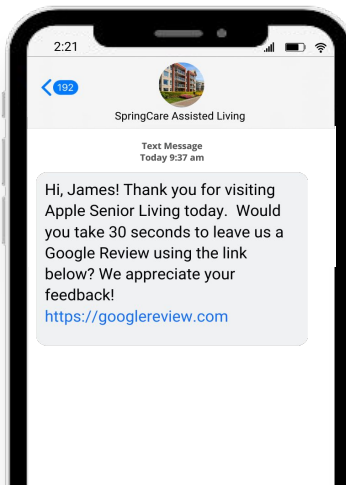 2:21
192
SpringCare Assisted Living
Text Message
Today 9:37 am
Hi, James! Thank you for visiting
Apple Senior Living today.  Would
you take 30 seconds to leave us a
Google Review using the link
below? We appreciate your
feedback!
https://googlereview.com